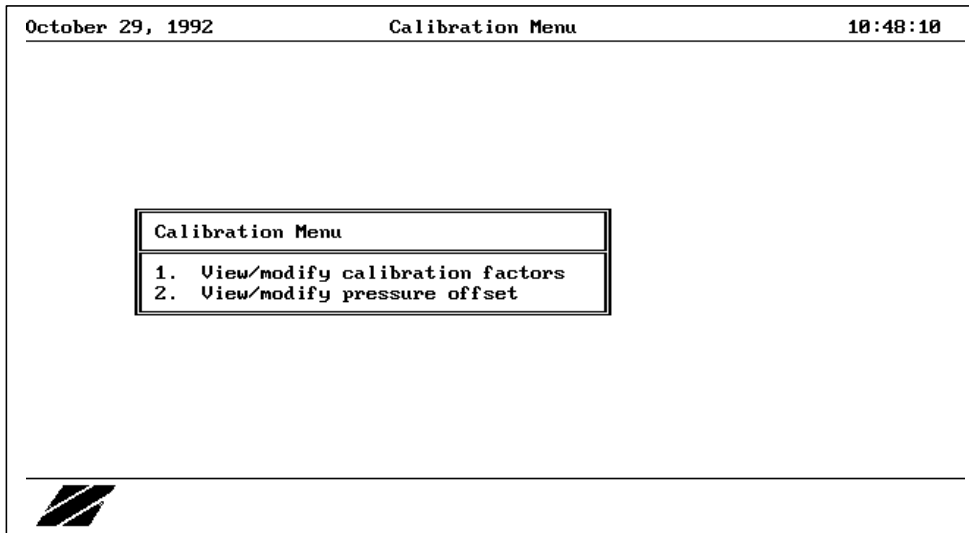 October 29, 1992 Calibration Menu 10:48:10
Calibration Menu
1. View/modify calibration factors
2. View/modify pressure offset